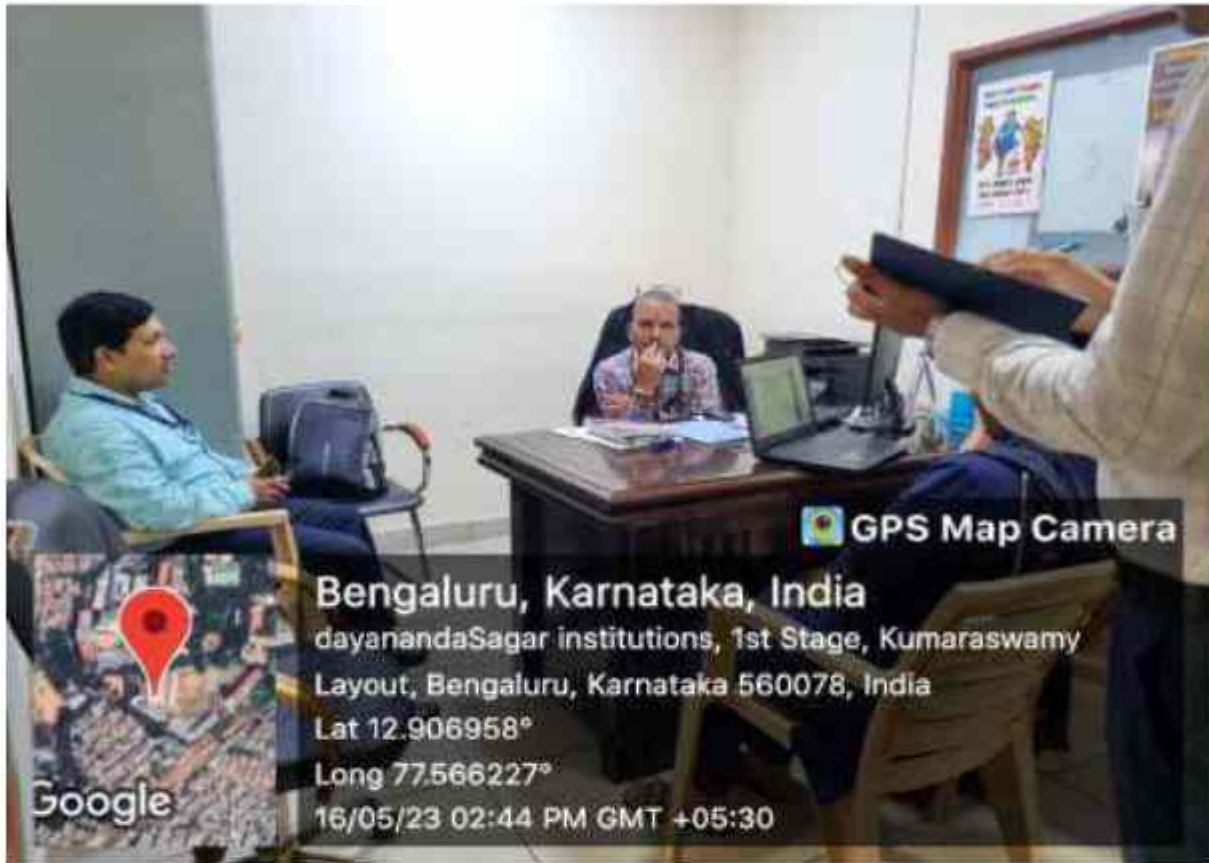 GPS Map Camera
Bengaluru, Karnataka, India
dayanandaSagar institutions, 1st Stage, Kumaraswamy
Layout, Bengaluru, Karnataka 560078, India
Lat 12.906958°
Long 77.566227°
16/05/23 02:44 PM GMT +05:30
Google